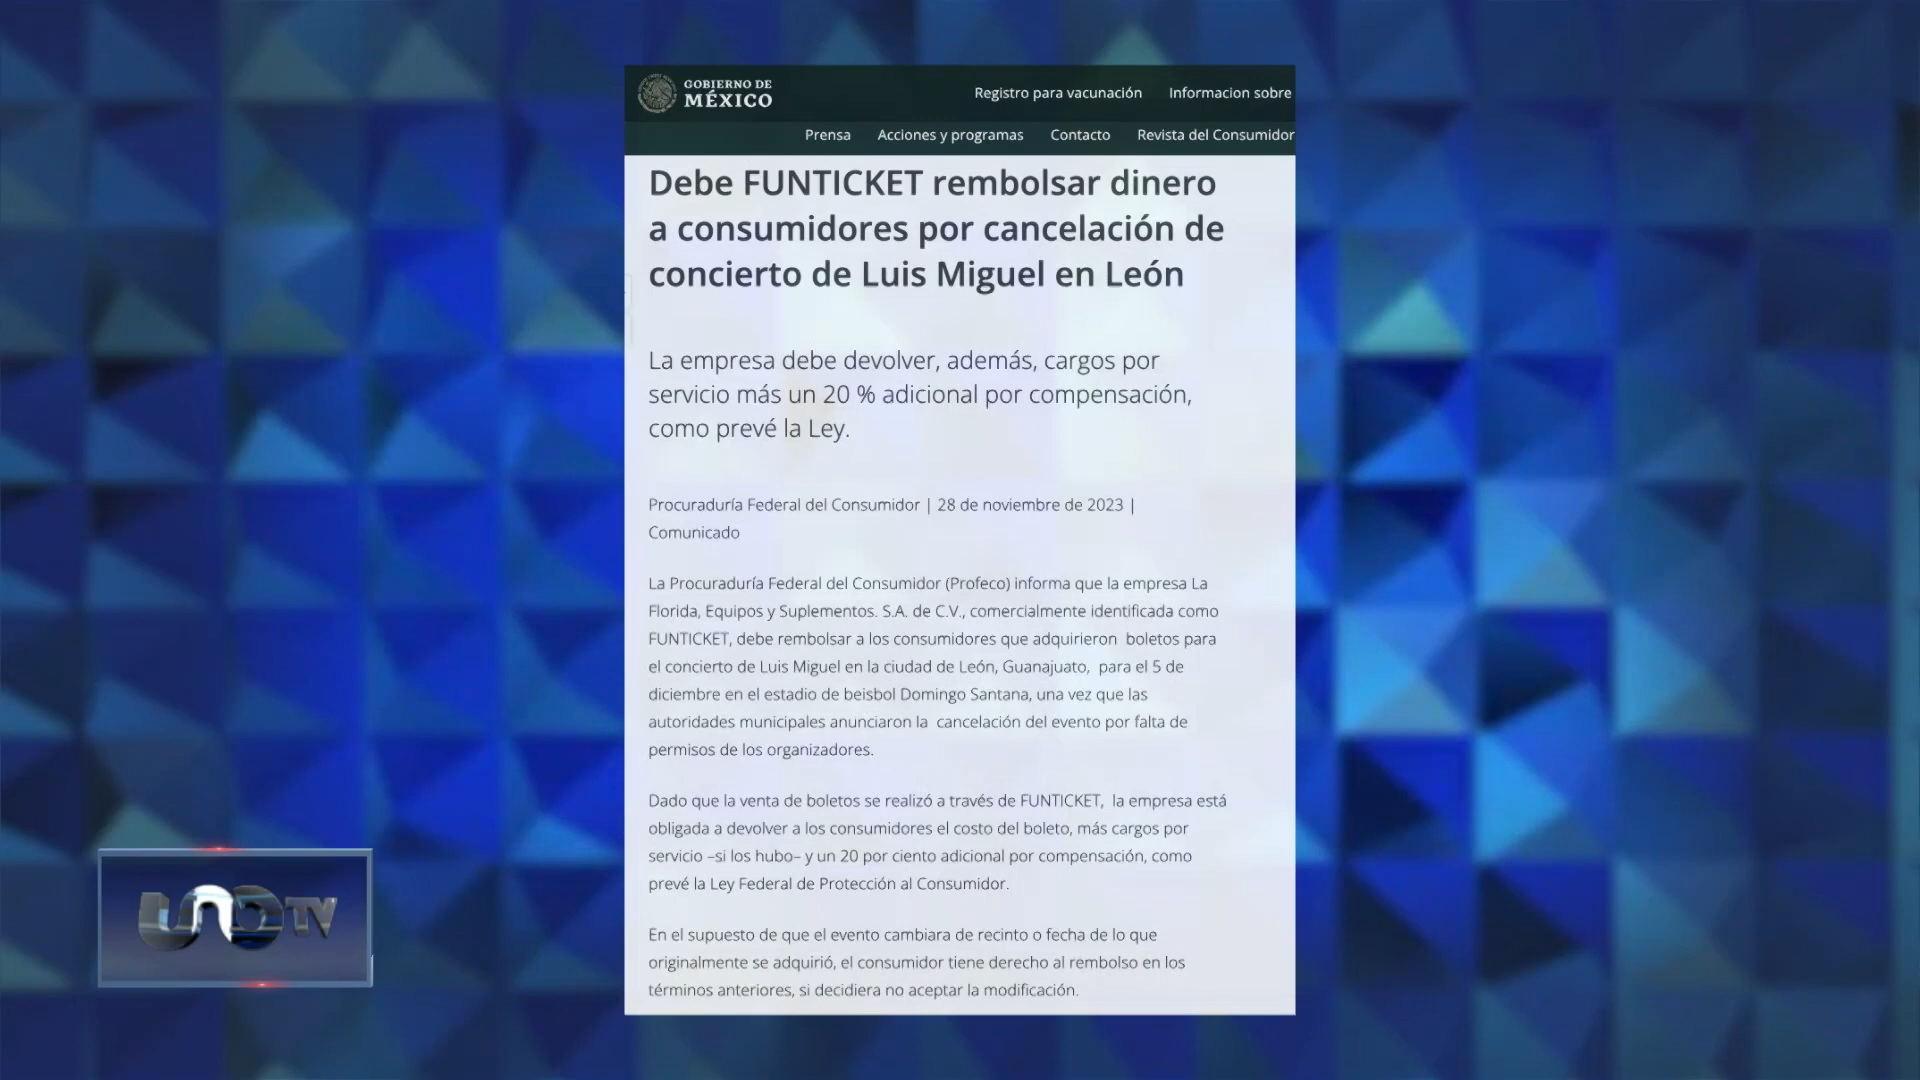 GOBIERNO DE
MÉXICO
Registro para vacunación Informacion sobre
Prensa Acciones y programas Contacto Revista del Consumidor
Debe FUNTICKET rembolsar dinero
a consumidores por cancelación de
concierto de Luis Miguel en León
La empresa debe devolver, además, cargos por
servicio más un 20 % adicional por compensación,
como prevé la Ley.
Procuraduría Federal del Consumidor | 28 de noviembre de 2023 |
Comunicado
La Procuraduría Federal del Consumidor (Profeco) informa que la empresa La
Florida, Equipos y Suplementos. S.A. de C.V., comercialmente identificada como
FUNTICKET, debe rembolsar a los consumidores que adquirieron boletos para
el concierto de Luis Miguel en la ciudad de León, Guanajuato, para el 5 de
diciembre en el estadio de beisbol Domingo Santana, una vez que las
autoridades municipales anunciaron la cancelación del evento por falta de
permisos de los organizadores.
Dado que la venta de boletos se realizó a través de FUNTICKET, la empresa está
obligada a devolver a los consumidores el costo del boleto, más cargos por
servicio –si los hubo– y un 20 por ciento adicional por compensación, como
prevé la Ley Federal de Protección al Consumidor.
En el supuesto de que el evento cambiara de recinto o fecha de lo que
originalmente se adquirió, el consumidor tiene derecho al rembolso en los
términos anteriores, si decidiera no aceptar la modificación.
UNO TV